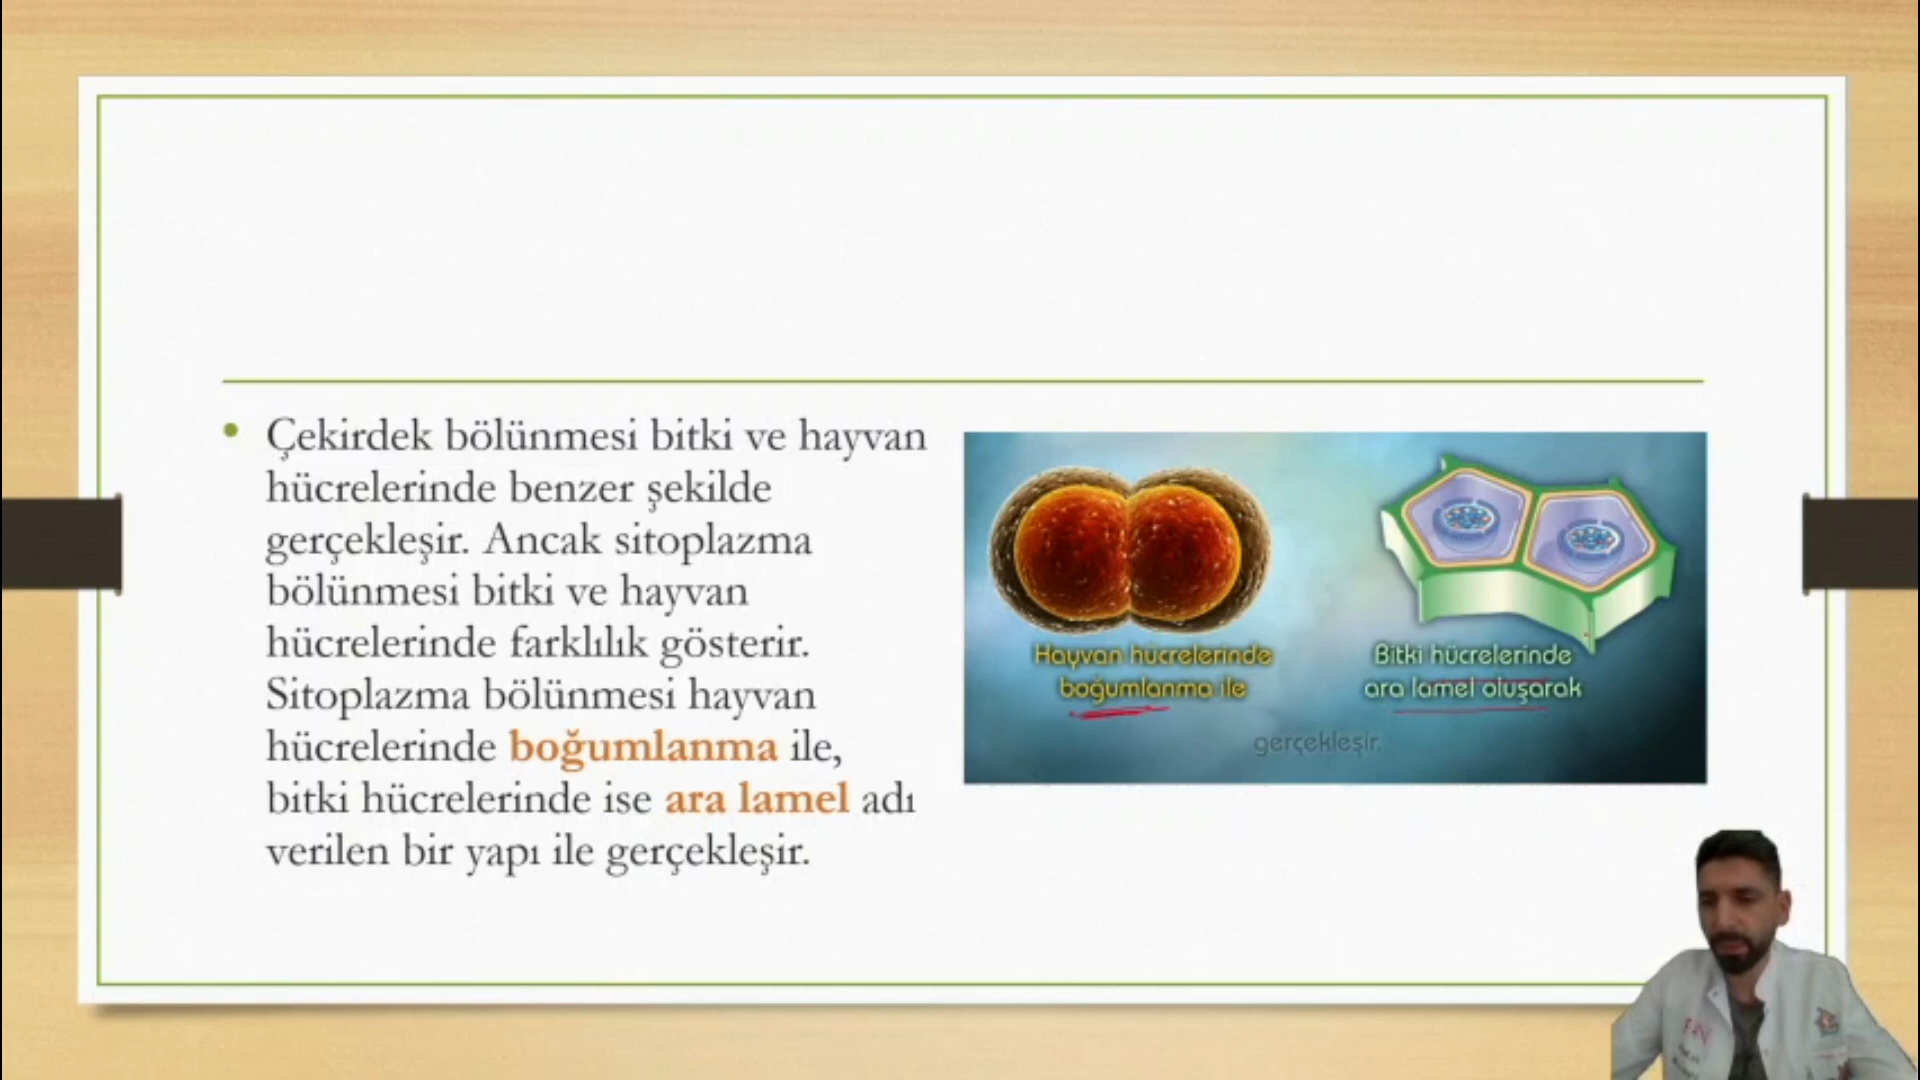 Çekirdek bölünmesi bitki ve hayvan
hücrelerinde benzer şekilde
gerçekleşir. Ancak sitoplazma
bölünmesi bitki ve hayvan
hücrelerinde farklılık gösterir.
Sitoplazma bölünmesi hayvan
hücrelerinde boğumlanma ile,
bitki hücrelerinde ise ara lamel adı
verilen bir yapı ile gerçekleşir.
Hayvan hücrelerinde
boğumlanma ile
Bitki hücrelerinde
ara lamel oluşarak
gerçekleşir.